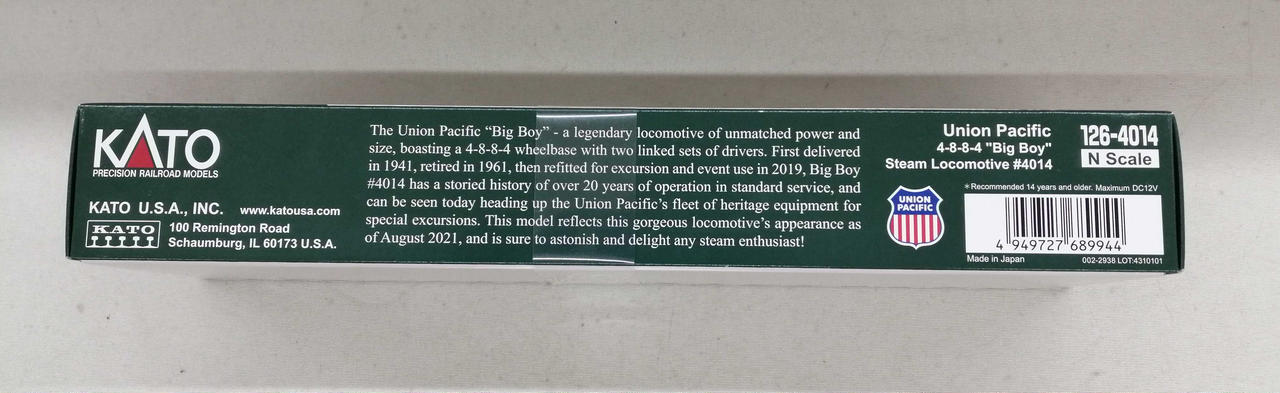 KATO
PRECISION RAILROAD MODELS
KATO U.S.A., INC. www.katousa.com
KATO
100 Remington Road
Schaumburg, IL 60173 U.S.A.
The Union Pacific “Big Boy” - a legendary locomotive of unmatched power and
size, boasting a 4-8-8-4 wheelbase with two linked sets of drivers. First delivered
in 1941, retired in 1961, then refitted for excursion and event use in 2019, Big Boy
#4014 has a storied history of over 20 years of operation in standard service, and
can be seen today heading up the Union Pacific’s fleet of heritage equipment for
special excursions. This model reflects this gorgeous locomotive’s appearance as
of August 2021, and is sure to astonish and delight any steam enthusiast!
Union Pacific
4-8-8-4 "Big Boy"
Steam Locomotive #4014
UNION
PACIFIC
126-4014
N Scale
*Recommended 14 years and older. Maximum DC12V
4 949727 689944
Made in Japan
002-2938 LOT:4310101